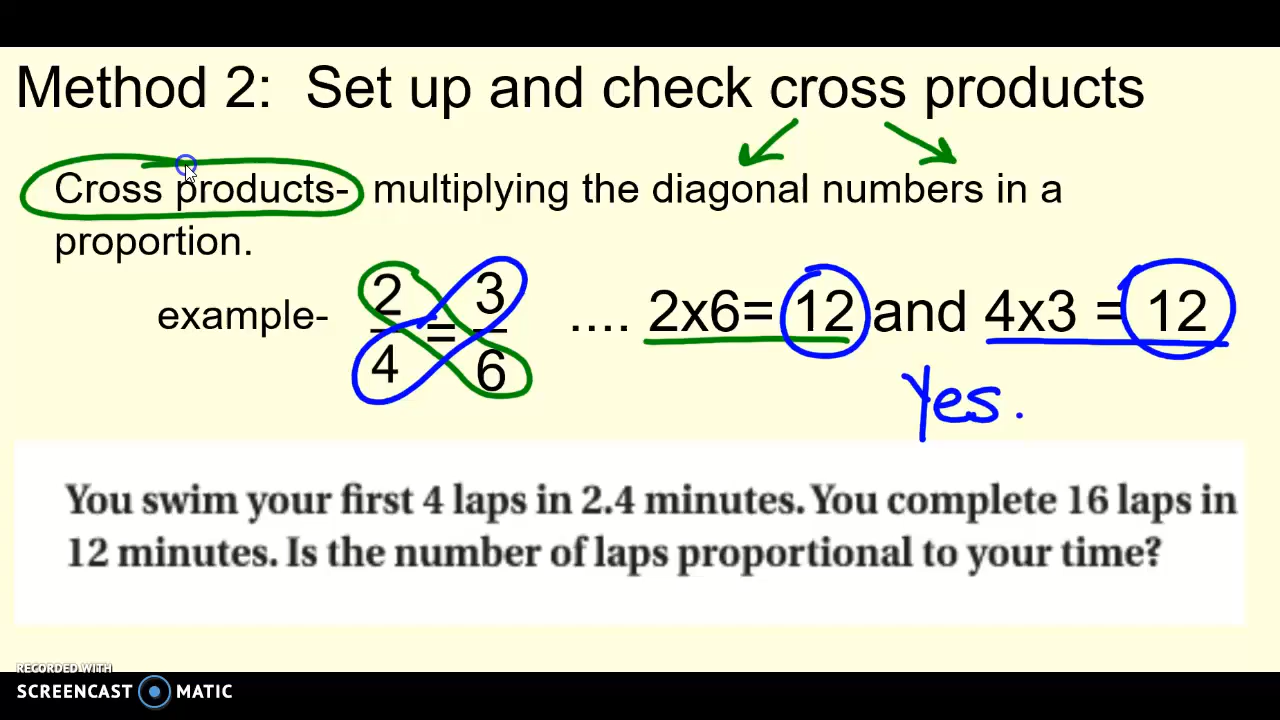 Method 2: Set up and check cross products
Cross products- multiplying the diagonal numbers in a
proportion.
example- 2/4 = 3/6 .... 2x6= 12 and 4x3 = 12
Yes.
You swim your first 4 laps in 2.4 minutes. You complete 16 laps in
12 minutes. Is the number of laps proportional to your time?
RECORDED WITH
SCREENCAST MATIC